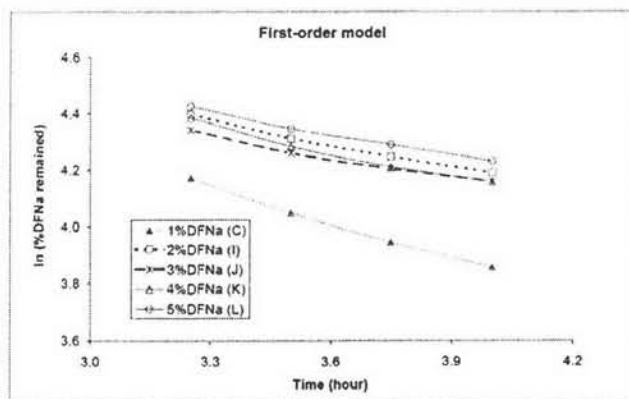 First-order model
ln (%DFNa remained)
4.6
4.4
4.2
4.0
3.8
3.6
1%DFNa (C)
2%DFNa (I)
3%DFNa (J)
4%DFNa (K)
5%DFNa (L)
3.0
3.3
3.6
3.9
4.2
Time (hour)